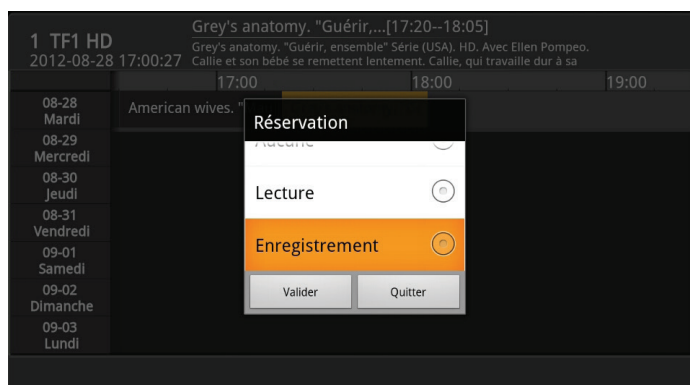 Grey's anatomy. "Guérir,...[17:20--18:05]
1 TF1 HD
Grey's anatomy. "Guérir, ensemble" Série (USA). HD. Avec Ellen Pompeo.
2012-08-28 17:00:27
Callie et son bébé se remettent lentement. Callie, qui travaille dur à sa
17:00
18:00
19:00
08-28
Mardi
American wives. "
Réservation
08-29
Mercredi
Aucune
08-30
Jeudi
Lecture
08-31
Vendredi
Enregistrement
09-01
Samedi
09-02
Dimanche
Valider
Quitter
09-03
Lundi